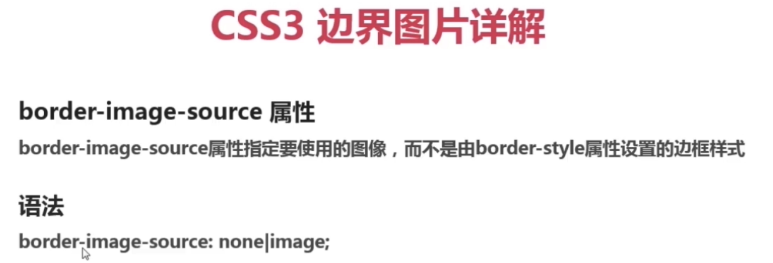 CSS3 边界图片详解
border-image-source 属性
border-image-source属性指定要使用的图像，而不是由border-style属性设置的边框样式
语法
border-image-source: none|image;